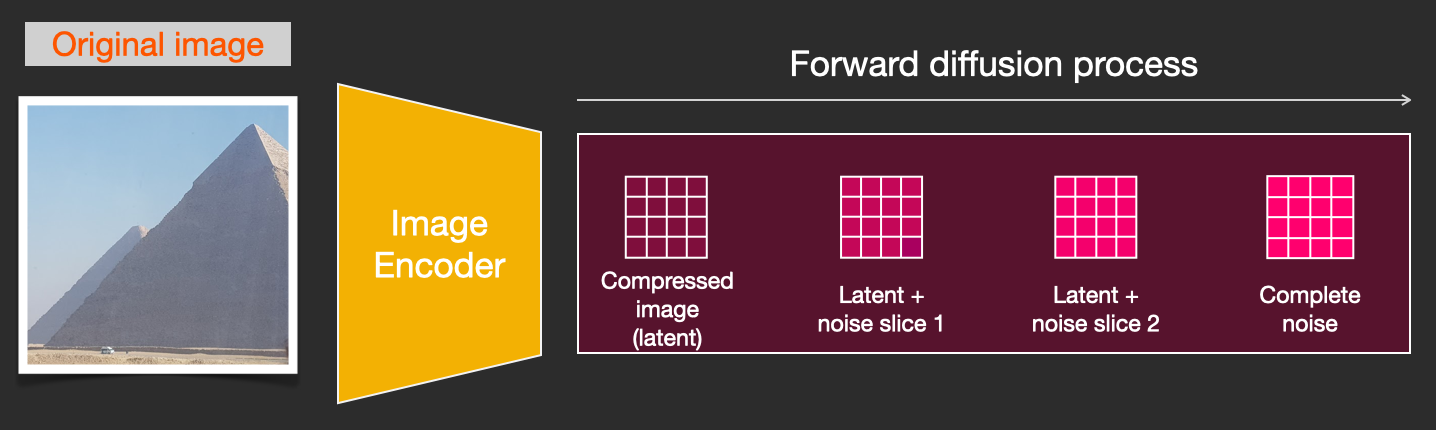 Original image
Forward diffusion process
Image
Encoder
Compressed
image
(latent)
Latent +
noise slice 1
Latent +
noise slice 2
Complete
noise